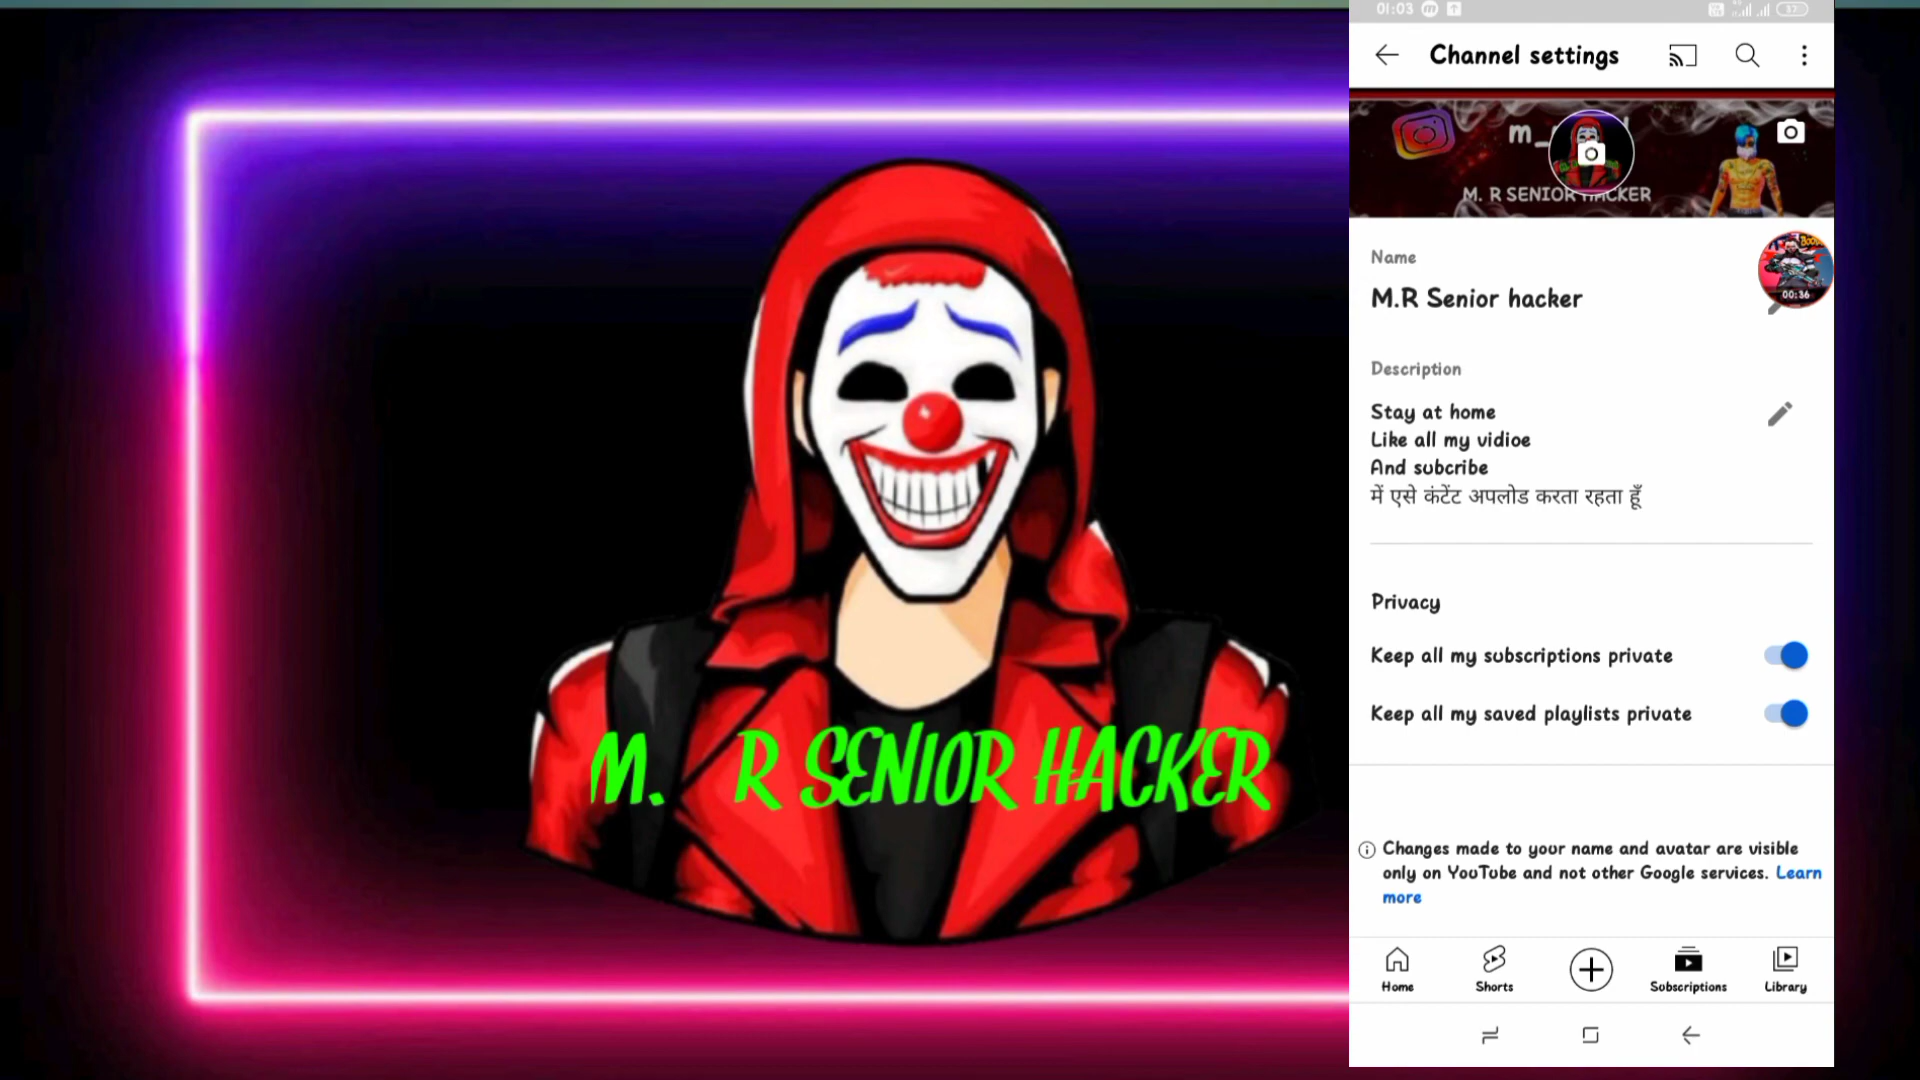 M. R SENIOR HACKER
01:03
37
Channel settings
M. R SENIOR HACKER
Name
M.R Senior hacker
00:36
Description
Stay at home
Like all my vidioe
And subcribe
में एसे कंटेंट अपलोड करता रहता हूँ
Privacy
Keep all my subscriptions private
Keep all my saved playlists private
Changes made to your name and avatar are visible
only on YouTube and not other Google services. Learn
more
Home
Shorts
Subscriptions
Library